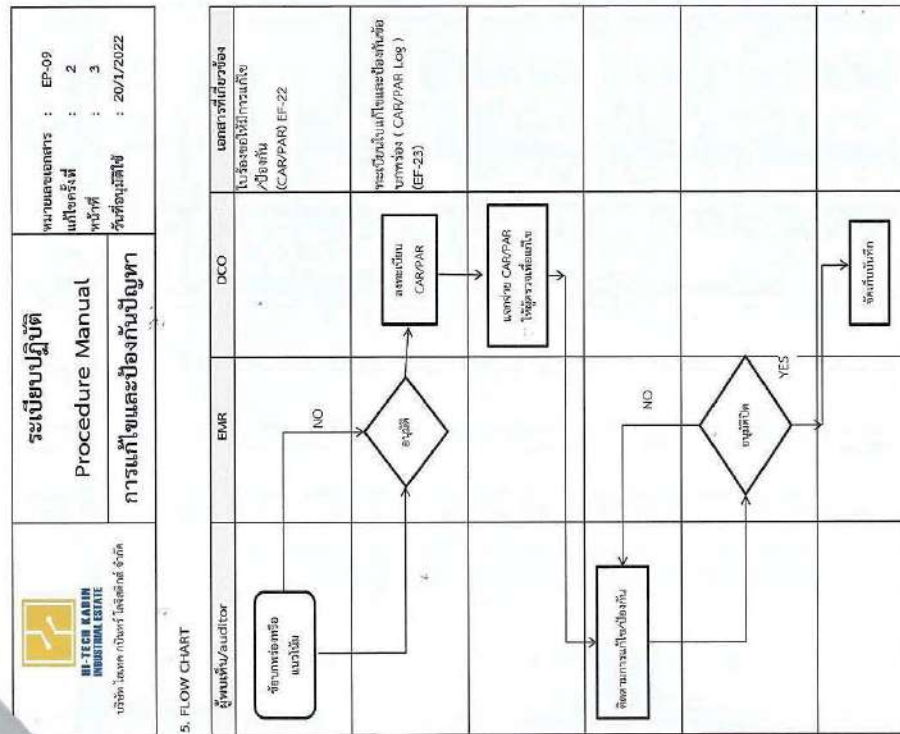 HI-TECH KABIN
INDUSTRIAL ESTATE
บริษัท ไฮเทค กบินทร์ โลจิสติกส์ จำกัด
ระเบียบปฏิบัติ
Procedure Manual
การแก้ไขและป้องกันปัญหา
หมายเลขเอกสาร : EP-09
แก้ไขครั้งที่ : 2
หน้าที่ : 3
วันที่อนุมัติใช้ : 20/1/2022
5. FLOW CHART
ผู้พบเห็น/auditor
EMR
DCO
เอกสารที่เกี่ยวข้อง
ข้อบกพร่องหรือ
แนวโน้ม
NO
ใบร้องขอให้มีการแก้ไข
/ป้องกัน
(CAR/PAR) EF-22
อนุมัติ
ลงทะเบียน
CAR/PAR
ทะเบียนใบแก้ไขและป้องกันข้อ
บกพร่อง ( CAR/PAR Log )
(EF-23)
แจกจ่าย CAR/PAR
ให้ผู้ตรวจเพื่อแก้ไข
ติดตามการแก้ไข/ป้องกัน
NO
อนุมัติปิด
YES
จัดเก็บบันทึก